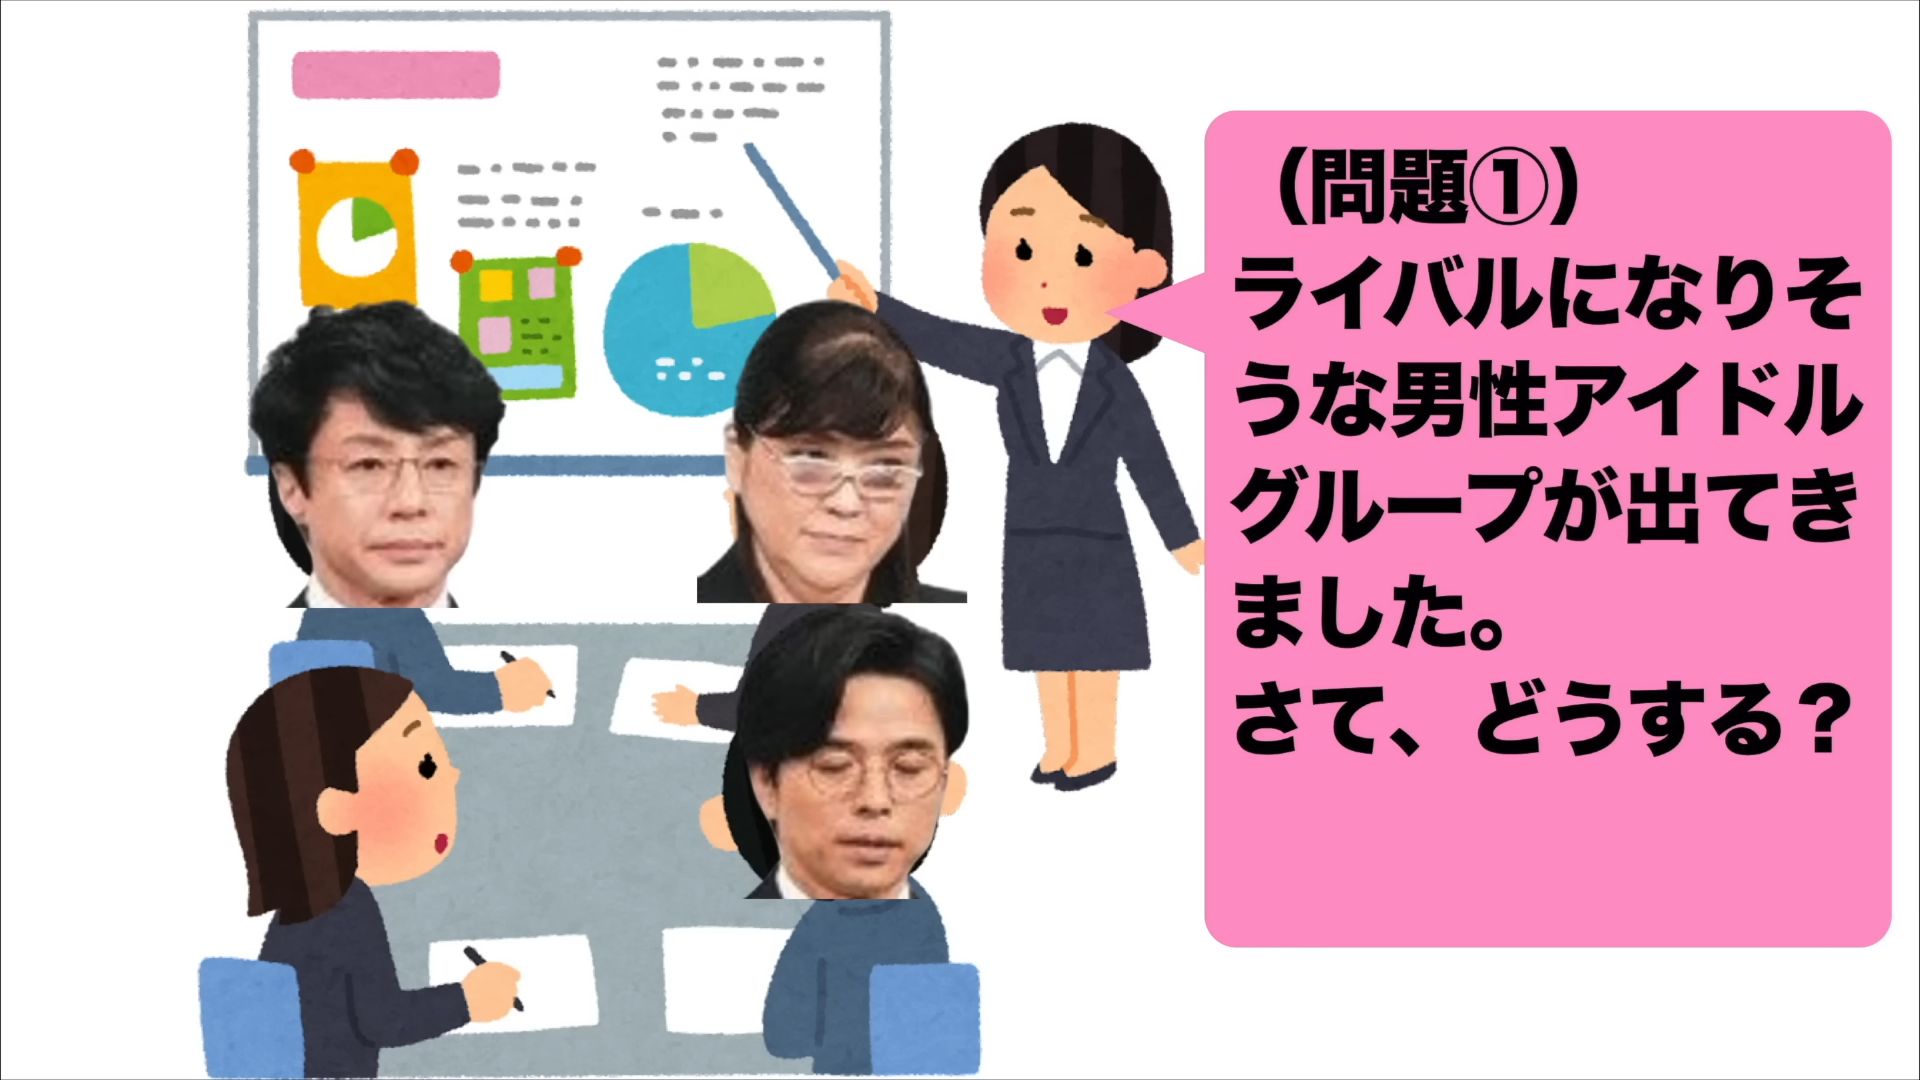 （問題①）
ライバルになりそ
うな男性アイドル
グループが出てき
ました。
さて、どうする？